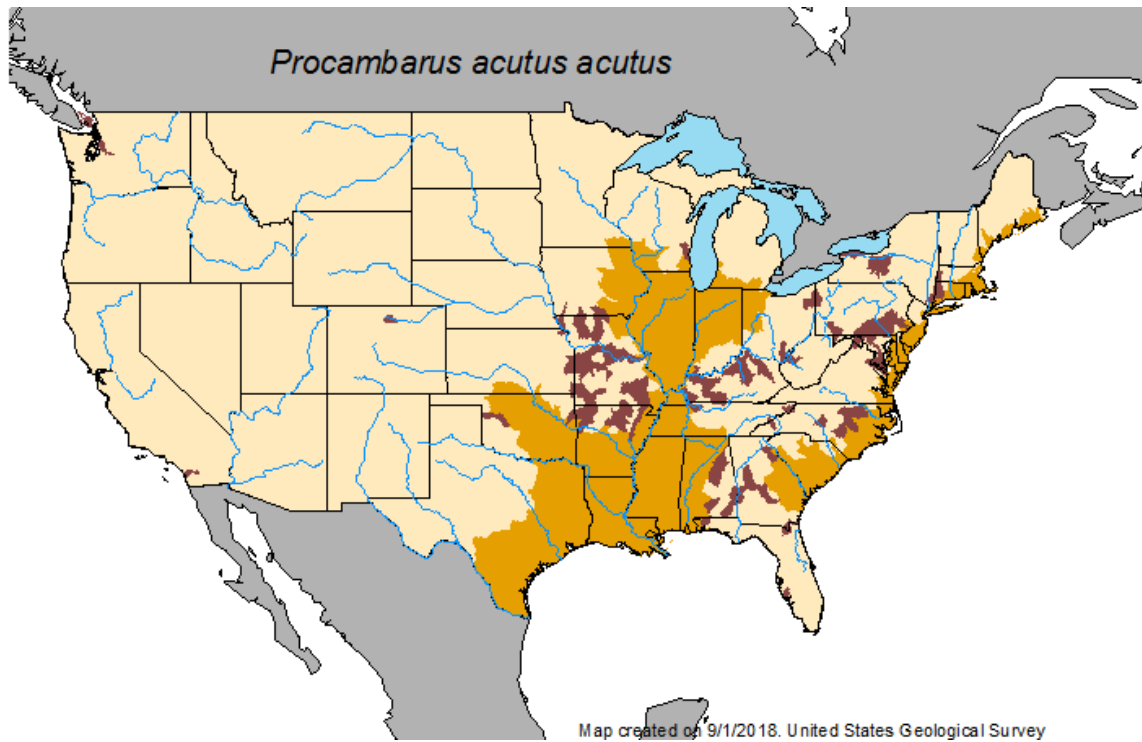 Procambarus acutus acutus
Map created on 9/1/2018. United States Geological Survey